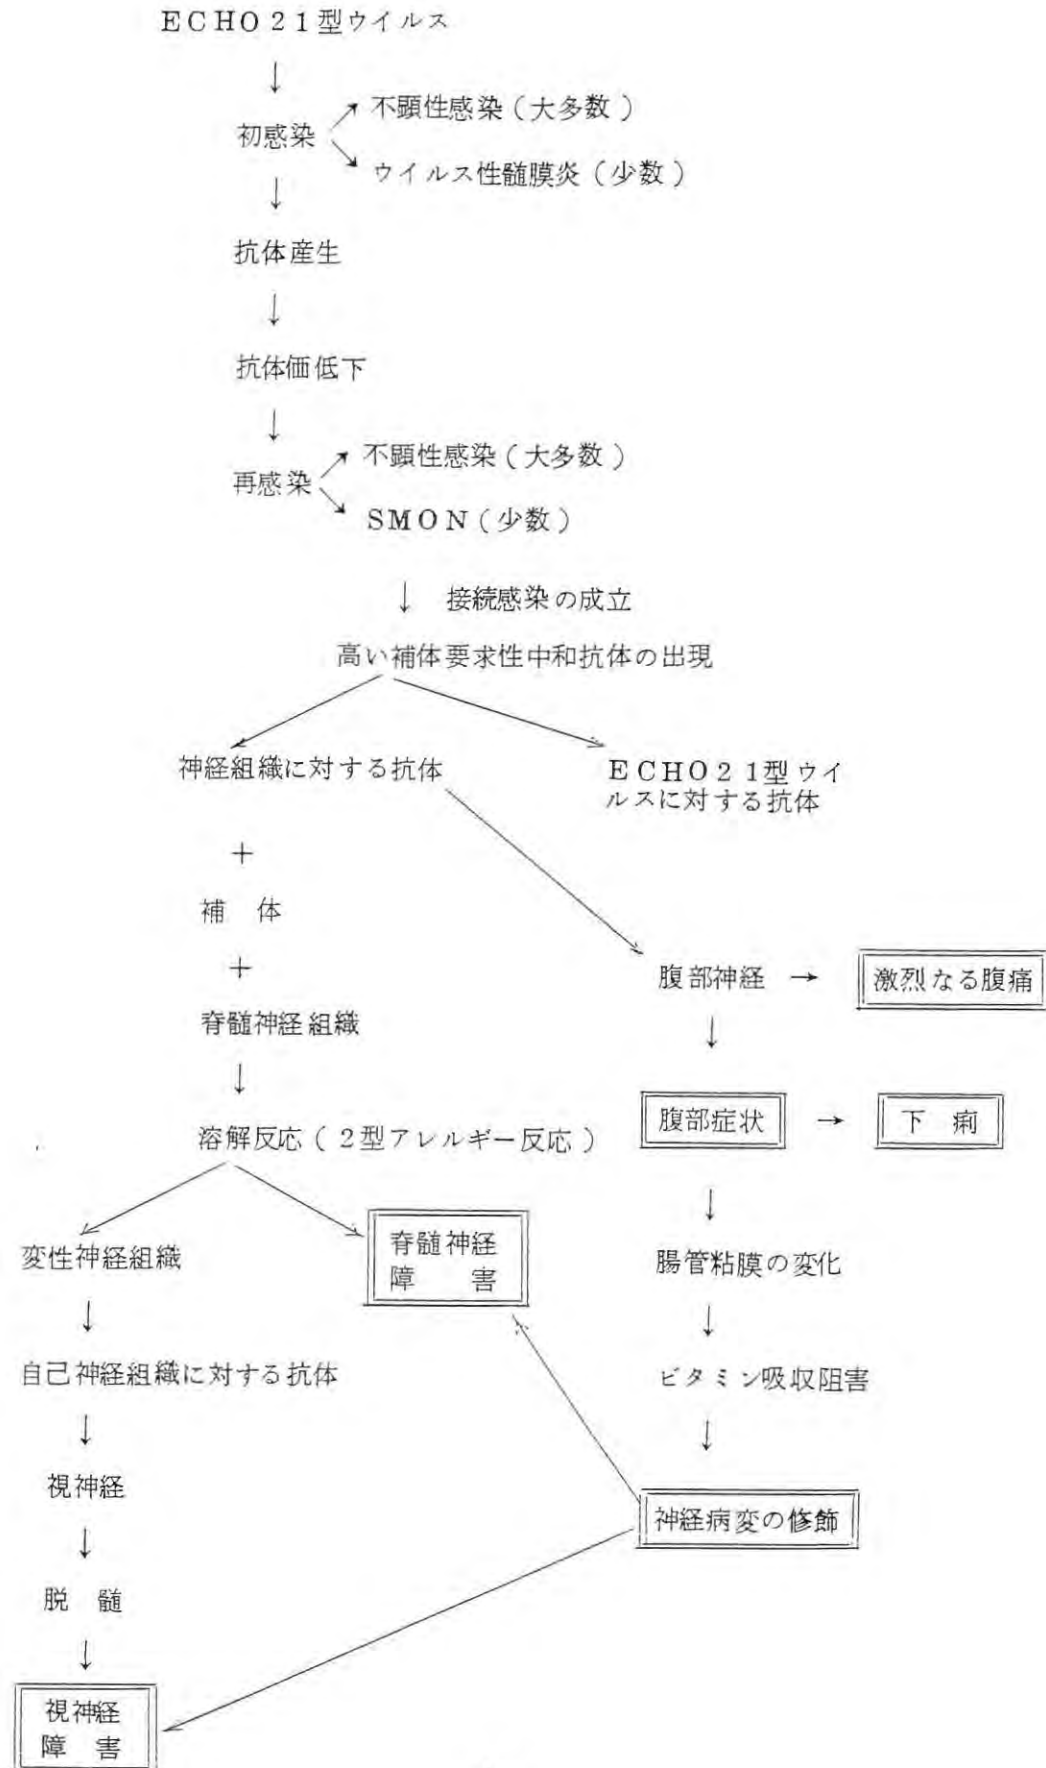 ECHO21型ウイルス
↓
不顕性感染(大多数)
初感染
ウイルス性髄膜炎(少数)
↓
抗体産生
↓
抗体価低下
↓
不顕性感染(大多数)
再感染
SMON(少数)
↓ 接続感染の成立
高い補体要求性中和抗体の出現
神経組織に対する抗体
ECHO21型ウイ
ルスに対する抗体
+
補 体
+
脊髄神経組織
↓
溶解反応(2型アレルギー反応)
変性神経組織
↓
自己神経組織に対する抗体
↓
視神経
↓
脱 髄
↓
視神経
障 害
脊髄神経
障 害
腹部神経 → 激烈なる腹痛
↓
腹部症状 → 下 痢
↓
腸管粘膜の変化
↓
ビタミン吸収阻害
↓
神経病変の修飾